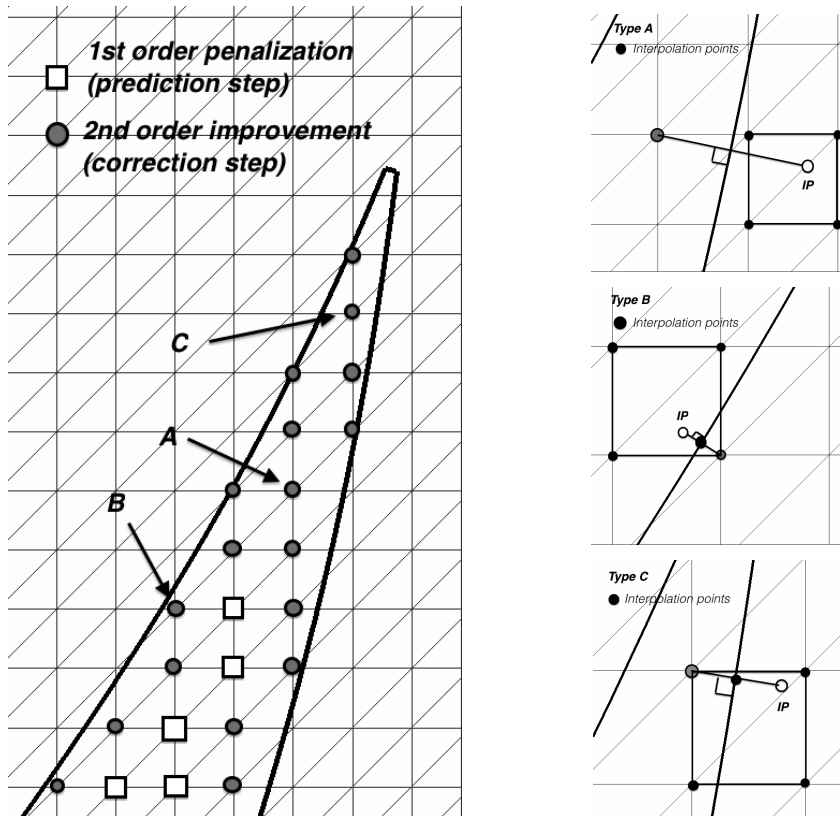 1st order penalization
(prediction step)
2nd order improvement
(correction step)
C
A
B
Type A
Interpolation points
IP
Type B
Interpolation points
IP
Type C
Interpolation points
IP